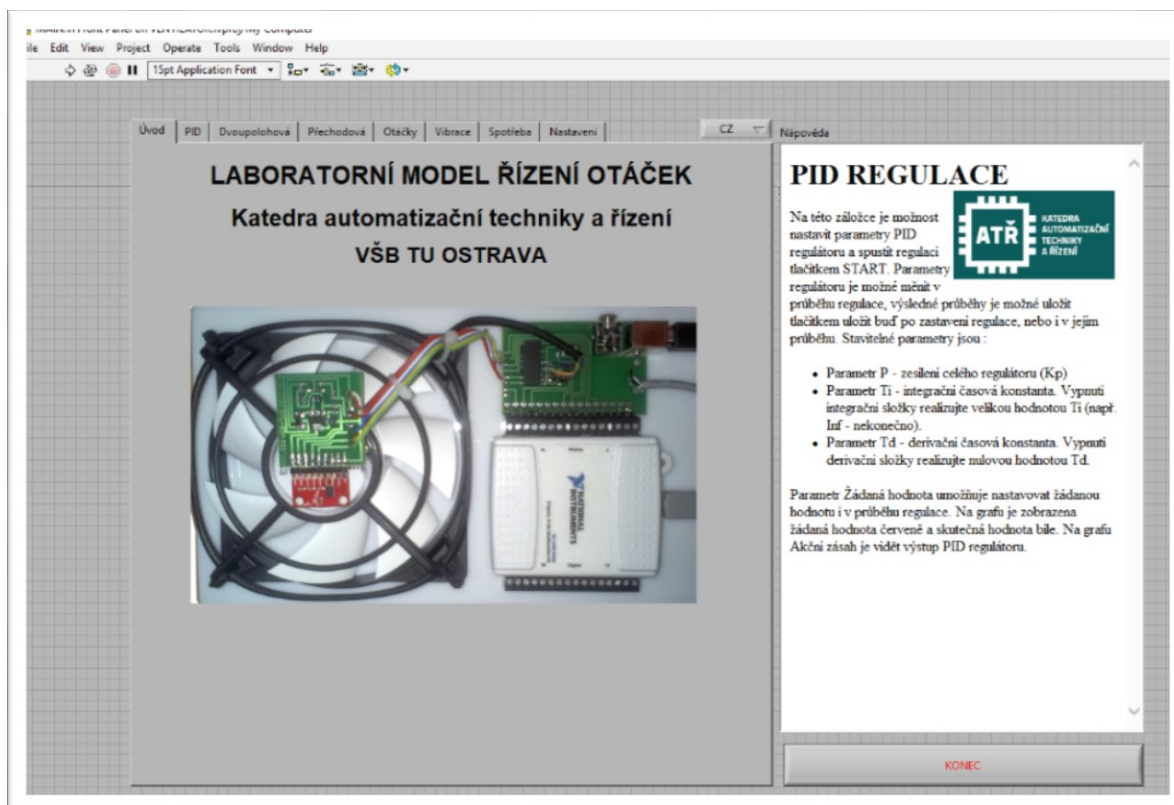 File Edit View Project Operate Tools Window Help
15pt Application Font
Úvod PID Dvoupolohová Přechodová Otáčky Vibrace Spotřeba Nastavení CZ
LABORATORNÍ MODEL ŘÍZENÍ OTÁČEK
Katedra automatizační techniky a řízení
VŠB TU OSTRAVA
NATIONAL
INSTRUMENTS
Nápověda
PID REGULACE
ATŘ
KATEDRA
AUTOMATIZAČNÍ
TECHNIKY
A ŘÍZENÍ
Na této záložce je možnost
nastavit parametry PID
regulátoru a spustit regulaci
tlačítkem START. Parametry
regulátoru je možné měnit v
průběhu regulace, výsledné průběhy je možné uložit
tlačítkem uložit buď po zastavení regulace, nebo i v jejím
průběhu. Stavitelné parametry jsou :
• Parametr P - zesílení celého regulátoru (Kp)
• Parametr Ti - integrační časová konstanta. Vypnutí
integrační složky realizujte velikou hodnotou Ti (např.
Inf - nekonečno).
• Parametr Td - derivační časová konstanta. Vypnutí
derivační složky realizujte nulovou hodnotou Td.
Parametr Žádaná hodnota umožňuje nastavovat žádanou
hodnotu i v průběhu regulace. Na grafu je zobrazena
žádaná hodnota červeně a skutečná hodnota bíle. Na grafu
Akční zásah je vidět výstup PID regulátoru.
KONEC